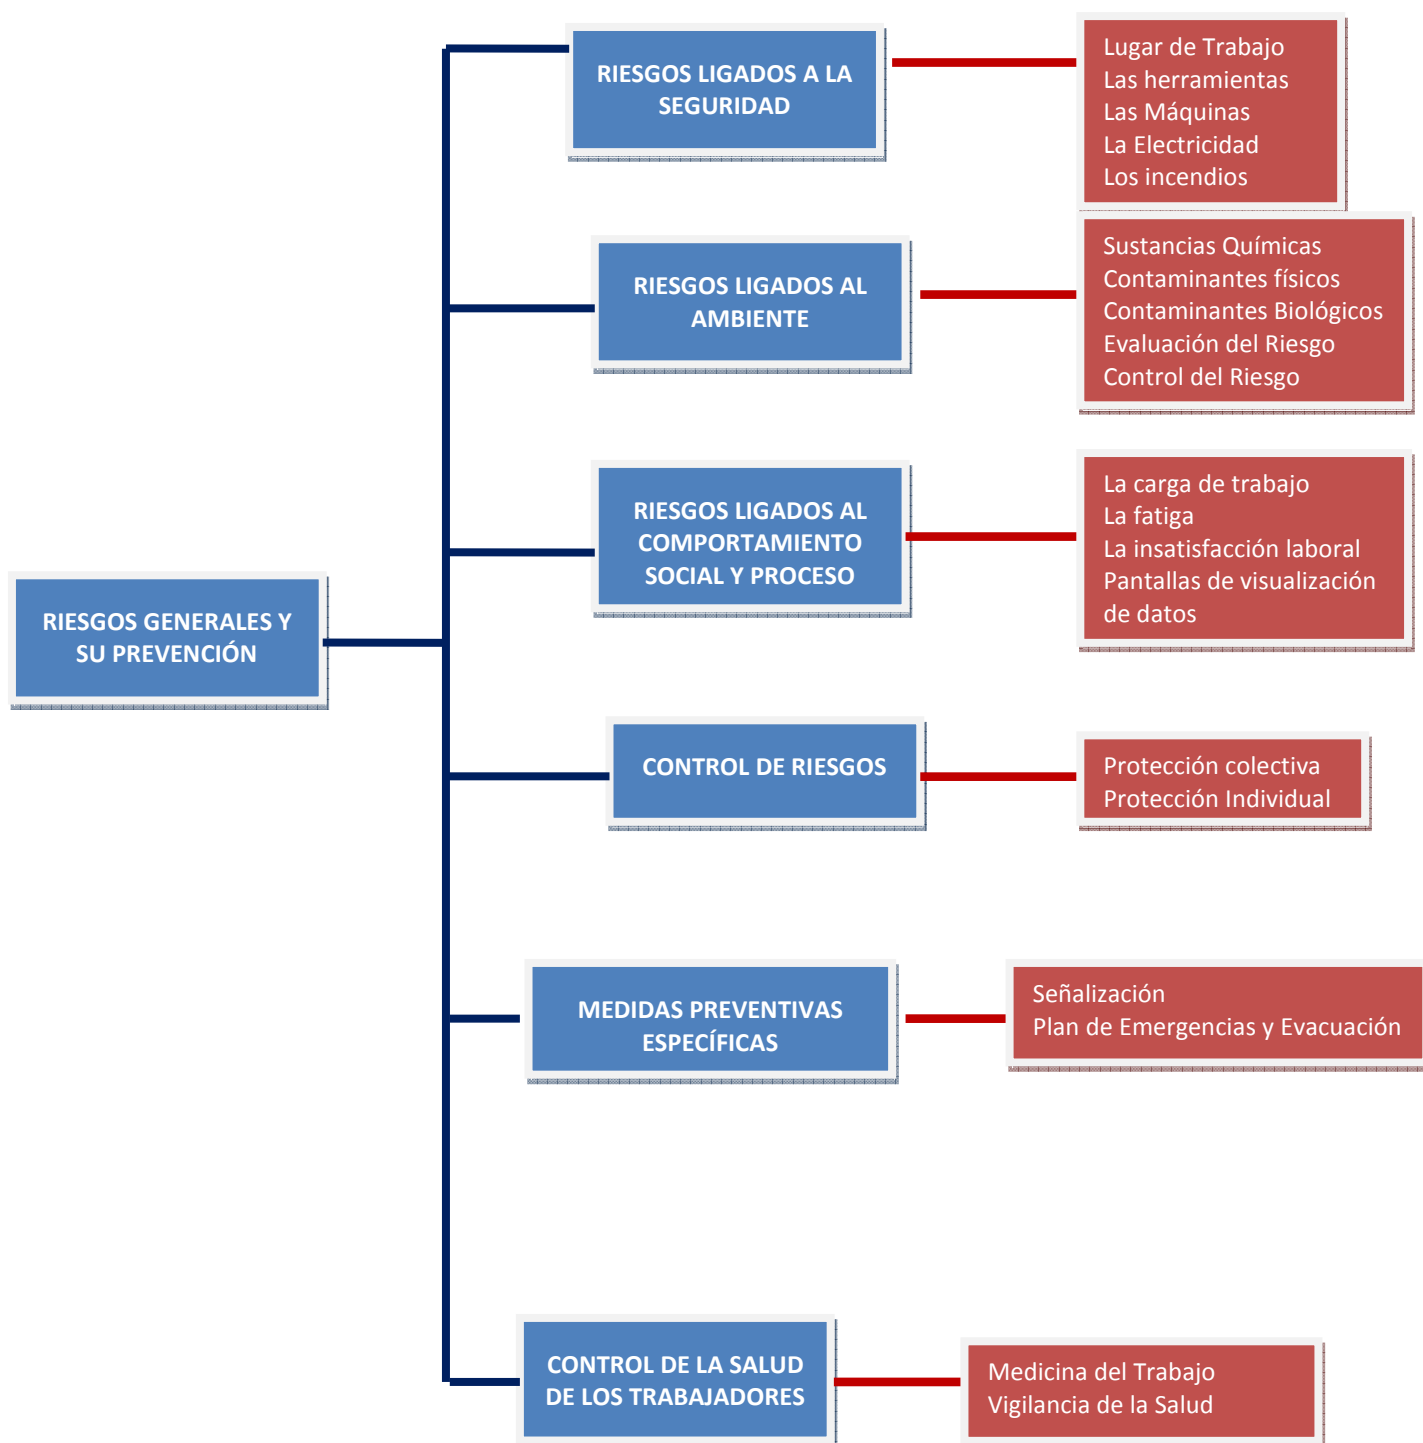 RIESGOS LIGADOS A LA
SEGURIDAD
Lugar de Trabajo
Las herramientas
Las Máquinas
La Electricidad
Los incendios
RIESGOS LIGADOS AL
AMBIENTE
Sustancias Químicas
Contaminantes físicos
Contaminantes Biológicos
Evaluación del Riesgo
Control del Riesgo
RIESGOS LIGADOS AL
COMPORTAMIENTO
SOCIAL Y PROCESO
La carga de trabajo
La fatiga
La insatisfacción laboral
Pantallas de visualización
de datos
RIESGOS GENERALES Y
SU PREVENCIÓN
CONTROL DE RIESGOS
Protección colectiva
Protección Individual
MEDIDAS PREVENTIVAS
ESPECÍFICAS
Señalización
Plan de Emergencias y Evacuación
CONTROL DE LA SALUD
DE LOS TRABAJADORES
Medicina del Trabajo
Vigilancia de la Salud